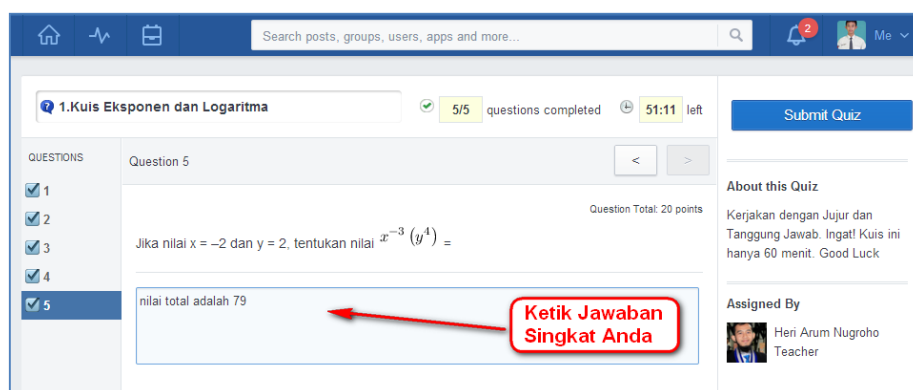 Search posts, groups, users, apps and more...
2
Me
1.Kuis Eksponen dan Logaritma
5/5 questions completed
51:11 left
Submit Quiz
QUESTIONS
1
2
3
4
5
Question 5
<
>
Question Total: 20 points
Jika nilai x = –2 dan y = 2, tentukan nilai x⁻³ (y⁴) =
nilai total adalah 79
Ketik Jawaban
Singkat Anda
About this Quiz
Kerjakan dengan Jujur dan
Tanggung Jawab. Ingat! Kuis ini
hanya 60 menit. Good Luck
Assigned By
Heri Arum Nugroho
Teacher